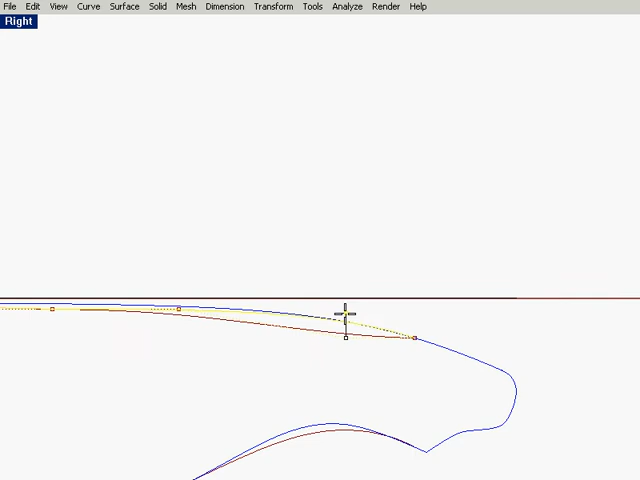 File Edit View Curve Surface Solid Mesh Dimension Transform Tools Analyze Render Help
Right